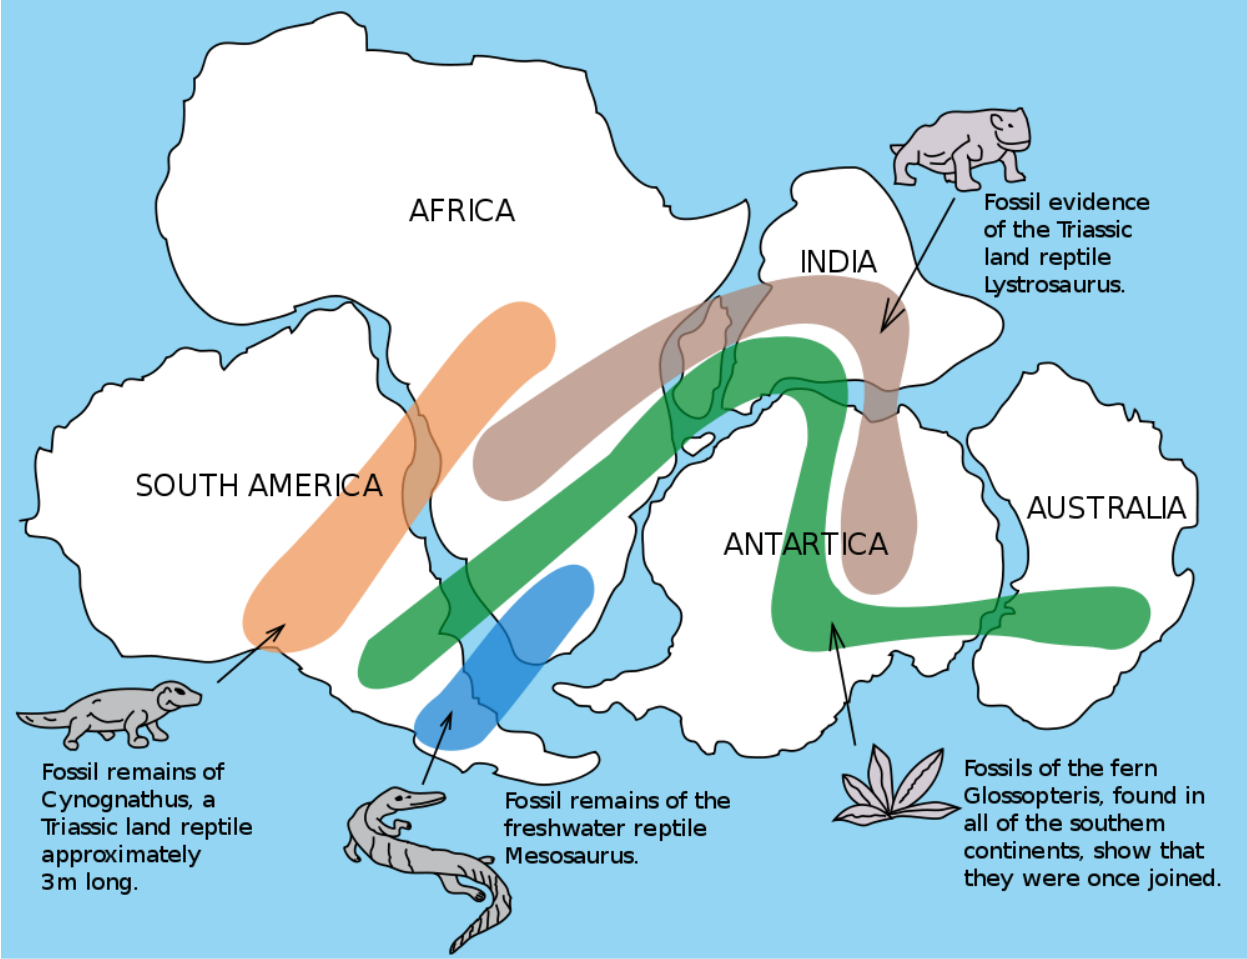 AFRICA
INDIA
Fossil evidence
of the Triassic
land reptile
Lystrosaurus.
SOUTH AMERICA
ANTARTICA
AUSTRALIA
Fossil remains of
Cynognathus, a
Triassic land reptile
approximately
3m long.
Fossil remains of the
freshwater reptile
Mesosaurus.
Fossils of the fern
Glossopteris, found in
all of the southem
continents, show that
they were once joined.